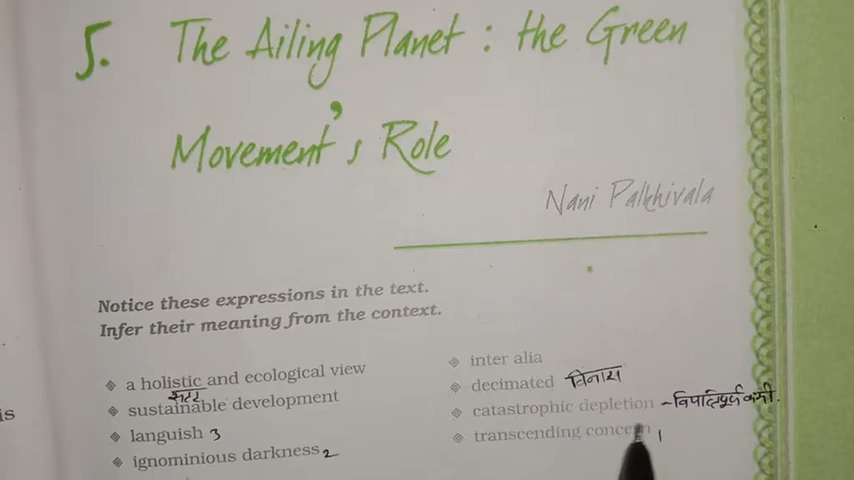 5. The Ailing Planet : the Green
Movement's Role
Nani Palkhivala
Notice these expressions in the text.
Infer their meaning from the context.
a holistic and ecological view
सतत
sustainable development
languish 3
ignominious darkness 2
inter alia
decimated विनाश
catastrophic depletion -
transcending concern 1
is